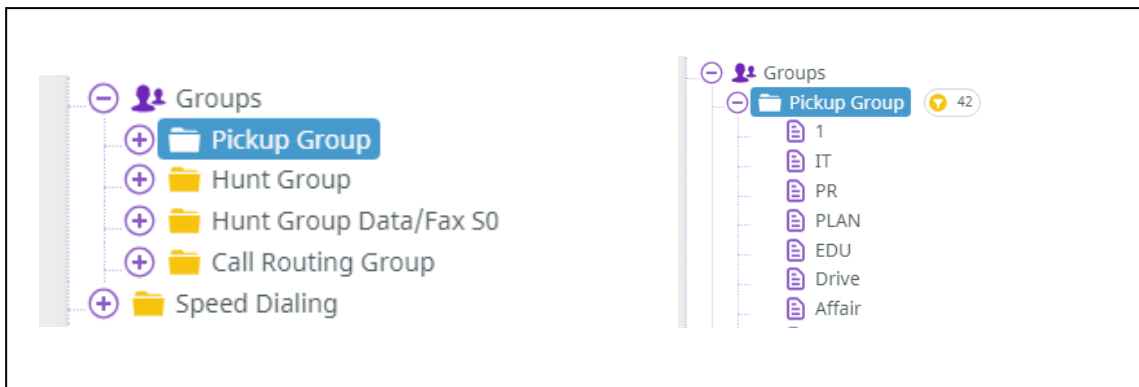 Groups
Pickup Group
Hunt Group
Hunt Group Data/Fax S0
Call Routing Group
Speed Dialing
Groups
Pickup Group 42
1
IT
PR
PLAN
EDU
Drive
Affair